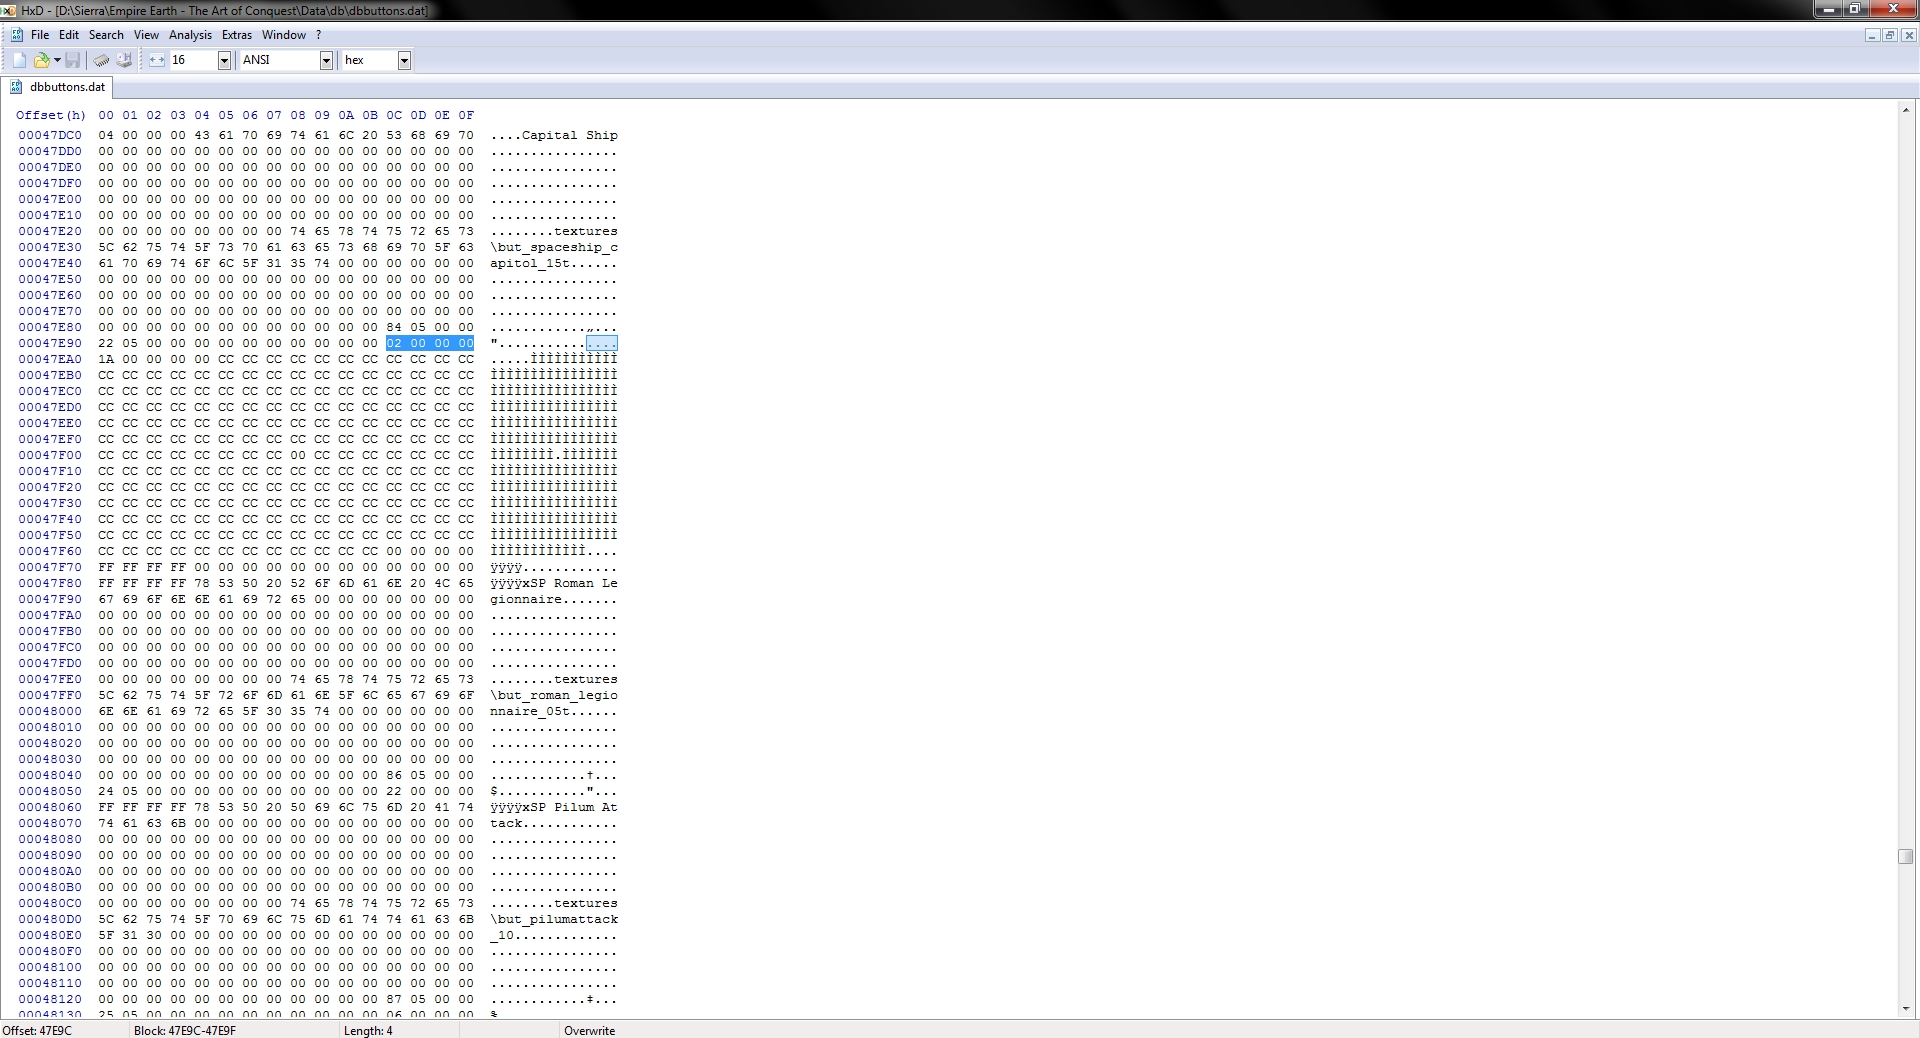 HxD - [D:\Sierra\Empire Earth - The Art of Conquest\Data\db\dbbuttons.dat]
File Edit Search View Analysis Extras Window ?
16 ANSI hex
dbbuttons.dat
Offset(h) 00 01 02 03 04 05 06 07 08 09 0A 0B 0C 0D 0E 0F
00047DC0 04 00 00 00 43 61 70 69 74 61 6C 20 53 68 69 70 ....Capital Ship
00047DD0 00 00 00 00 00 00 00 00 00 00 00 00 00 00 00 00 ................
00047DE0 00 00 00 00 00 00 00 00 00 00 00 00 00 00 00 00 ................
00047DF0 00 00 00 00 00 00 00 00 00 00 00 00 00 00 00 00 ................
00047E00 00 00 00 00 00 00 00 00 00 00 00 00 00 00 00 00 ................
00047E10 00 00 00 00 00 00 00 00 00 00 00 00 00 00 00 00 ................
00047E20 00 00 00 00 00 00 00 00 74 65 78 74 75 72 65 73 ........textures
00047E30 5C 62 75 74 5F 73 70 61 63 65 73 68 69 70 5F 63 \but_spaceship_c
00047E40 61 70 69 74 6F 6C 5F 31 35 74 00 00 00 00 00 00 apitol_15t......
00047E50 00 00 00 00 00 00 00 00 00 00 00 00 00 00 00 00 ................
00047E60 00 00 00 00 00 00 00 00 00 00 00 00 00 00 00 00 ................
00047E70 00 00 00 00 00 00 00 00 00 00 00 00 00 00 00 00 ................
00047E80 00 00 00 00 00 00 00 00 00 00 00 00 84 05 00 00 ............„...
00047E90 22 05 00 00 00 00 00 00 00 00 00 00 02 00 00 00 "...............
00047EA0 1A 00 00 00 00 CC CC CC CC CC CC CC CC CC CC CC .....ÌÌÌÌÌÌÌÌÌÌÌ
00047EB0 CC CC CC CC CC CC CC CC CC CC CC CC CC CC CC CC ÌÌÌÌÌÌÌÌÌÌÌÌÌÌÌÌ
00047EC0 CC CC CC CC CC CC CC CC CC CC CC CC CC CC CC CC ÌÌÌÌÌÌÌÌÌÌÌÌÌÌÌÌ
00047ED0 CC CC CC CC CC CC CC CC CC CC CC CC CC CC CC CC ÌÌÌÌÌÌÌÌÌÌÌÌÌÌÌÌ
00047EE0 CC CC CC CC CC CC CC CC CC CC CC CC CC CC CC CC ÌÌÌÌÌÌÌÌÌÌÌÌÌÌÌÌ
00047EF0 CC CC CC CC CC CC CC CC CC CC CC CC CC CC CC CC ÌÌÌÌÌÌÌÌÌÌÌÌÌÌÌÌ
00047F00 CC CC CC CC CC CC CC CC 00 CC CC CC CC CC CC CC ÌÌÌÌÌÌÌÌ.ÌÌÌÌÌÌÌ
00047F10 CC CC CC CC CC CC CC CC CC CC CC CC CC CC CC CC ÌÌÌÌÌÌÌÌÌÌÌÌÌÌÌÌ
00047F20 CC CC CC CC CC CC CC CC CC CC CC CC CC CC CC CC ÌÌÌÌÌÌÌÌÌÌÌÌÌÌÌÌ
00047F30 CC CC CC CC CC CC CC CC CC CC CC CC CC CC CC CC ÌÌÌÌÌÌÌÌÌÌÌÌÌÌÌÌ
00047F40 CC CC CC CC CC CC CC CC CC CC CC CC CC CC CC CC ÌÌÌÌÌÌÌÌÌÌÌÌÌÌÌÌ
00047F50 CC CC CC CC CC CC CC CC CC CC CC CC CC CC CC CC ÌÌÌÌÌÌÌÌÌÌÌÌÌÌÌÌ
00047F60 CC CC CC CC CC CC CC CC CC CC CC CC 00 00 00 00 ÌÌÌÌÌÌÌÌÌÌÌÌ....
00047F70 FF FF FF FF 00 00 00 00 00 00 00 00 00 00 00 00 ÿÿÿÿ............
00047F80 FF FF FF FF 78 53 50 20 52 6F 6D 61 6E 20 4C 65 ÿÿÿÿxSP Roman Le
00047F90 67 69 6F 6E 6E 61 69 72 65 00 00 00 00 00 00 00 gionnaire.......
00047FA0 00 00 00 00 00 00 00 00 00 00 00 00 00 00 00 00 ................
00047FB0 00 00 00 00 00 00 00 00 00 00 00 00 00 00 00 00 ................
00047FC0 00 00 00 00 00 00 00 00 00 00 00 00 00 00 00 00 ................
00047FD0 00 00 00 00 00 00 00 00 00 00 00 00 00 00 00 00 ................
00047FE0 00 00 00 00 00 00 00 00 74 65 78 74 75 72 65 73 ........textures
00047FF0 5C 62 75 74 5F 72 6F 6D 61 6E 5F 6C 65 67 69 6F \but_roman_legio
00048000 6E 6E 61 69 72 65 5F 30 35 74 00 00 00 00 00 00 nnaire_05t......
00048010 00 00 00 00 00 00 00 00 00 00 00 00 00 00 00 00 ................
00048020 00 00 00 00 00 00 00 00 00 00 00 00 00 00 00 00 ................
00048030 00 00 00 00 00 00 00 00 00 00 00 00 00 00 00 00 ................
00048040 00 00 00 00 00 00 00 00 00 00 00 00 86 05 00 00 ............†...
00048050 24 05 00 00 00 00 00 00 00 00 00 00 22 00 00 00 $..........."...
00048060 FF FF FF FF 78 53 50 20 50 69 6C 75 6D 20 41 74 ÿÿÿÿxSP Pilum At
00048070 74 61 63 6B 00 00 00 00 00 00 00 00 00 00 00 00 tack............
00048080 00 00 00 00 00 00 00 00 00 00 00 00 00 00 00 00 ................
00048090 00 00 00 00 00 00 00 00 00 00 00 00 00 00 00 00 ................
000480A0 00 00 00 00 00 00 00 00 00 00 00 00 00 00 00 00 ................
000480B0 00 00 00 00 00 00 00 00 00 00 00 00 00 00 00 00 ................
000480C0 00 00 00 00 00 00 00 00 74 65 78 74 75 72 65 73 ........textures
000480D0 5C 62 75 74 5F 70 69 6C 75 6D 61 74 74 61 63 6B \but_pilumattack
000480E0 5F 31 30 00 00 00 00 00 00 00 00 00 00 00 00 00 _10.............
000480F0 00 00 00 00 00 00 00 00 00 00 00 00 00 00 00 00 ................
00048100 00 00 00 00 00 00 00 00 00 00 00 00 00 00 00 00 ................
00048110 00 00 00 00 00 00 00 00 00 00 00 00 00 00 00 00 ................
00048120 00 00 00 00 00 00 00 00 00 00 00 00 87 05 00 00 ............‡...
00048130 25 05 00 00 00 00 00 00 00 00 00 00 06 00 00 00 %
Offset: 47E9C Block: 47E9C-47E9F Length: 4 Overwrite